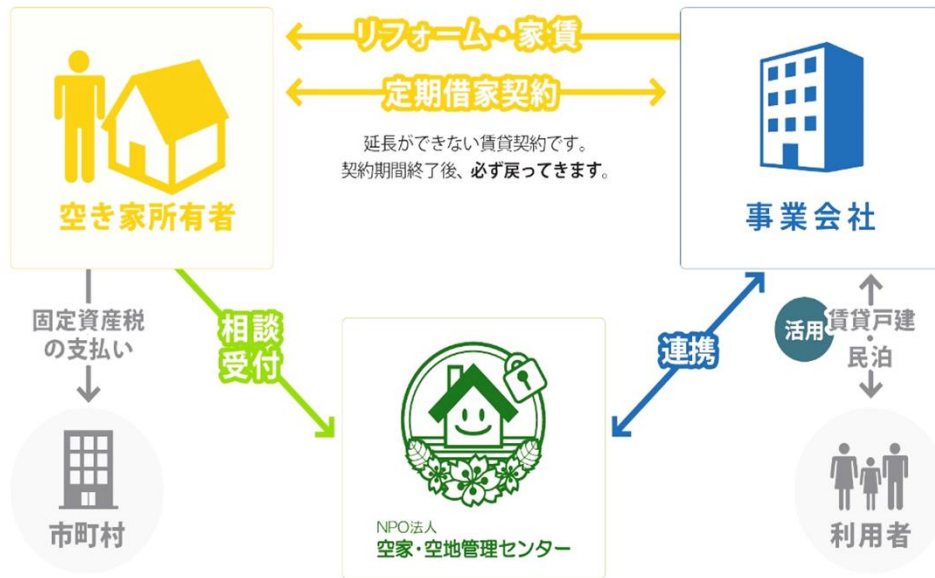 リフォーム・家賃
定期借家契約
延長ができない賃貸契約です。
契約期間終了後、必ず戻ってきます。
空き家所有者
事業会社
固定資産税
の支払い
相談
受付
連携
活用
賃貸戸建
・
民泊
市町村
NPO法人
空家・空地管理センター
利用者